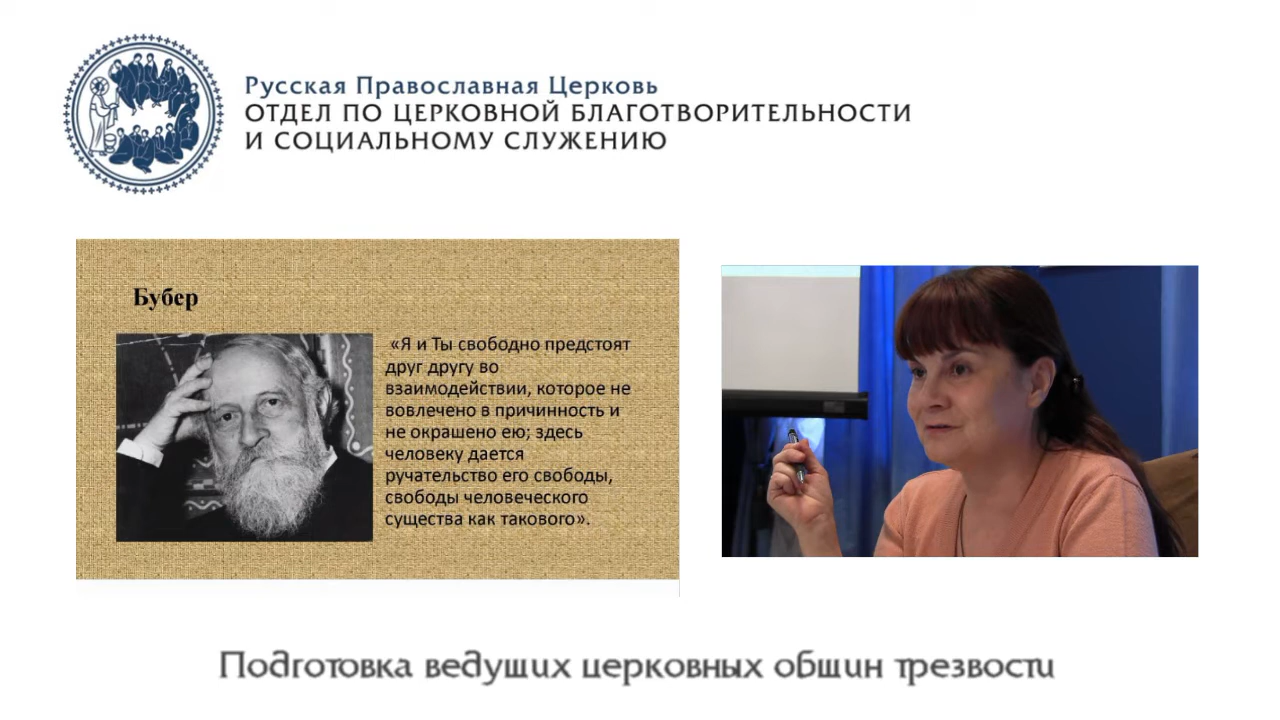 Русская Православная Церковь
ОТДЕЛ ПО ЦЕРКОВНОЙ БЛАГОТВОРИТЕЛЬНОСТИ
И СОЦИАЛЬНОМУ СЛУЖЕНИЮ
Бубер
«Я и Ты свободно предстоят
друг другу во
взаимодействии, которое не
вовлечено в причинность и
не окрашено ею; здесь
человеку дается
ручательство его свободы,
свободы человеческого
существа как такового».
Подготовка ведущих церковных общин трезвости